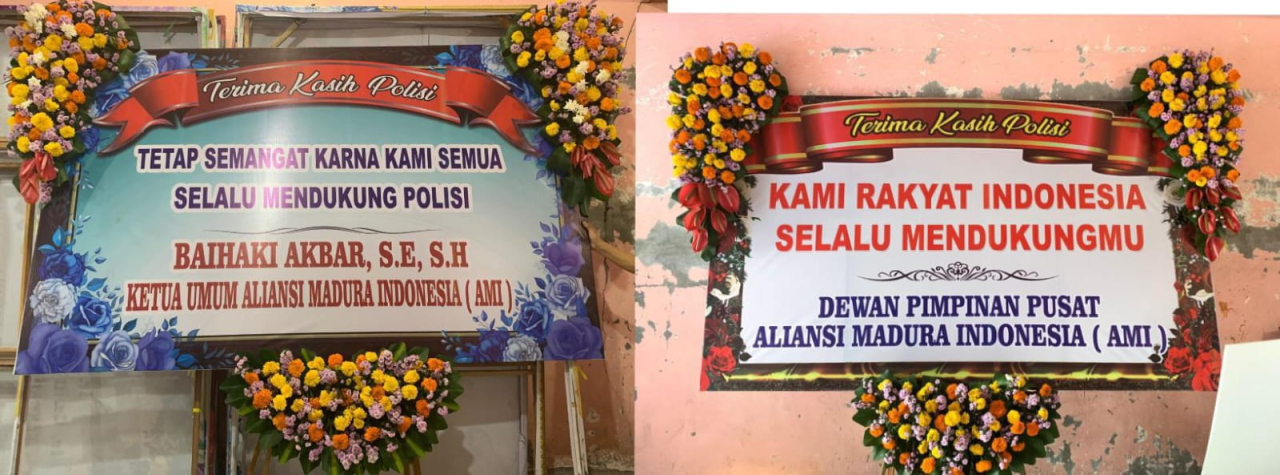 Terima Kasih Polisi
TETAP SEMANGAT KARNA KAMI SEMUA
SELALU MENDUKUNG POLISI
BAIHAKI AKBAR, S.E, S.H
KETUA UMUM ALIANSI MADURA INDONESIA ( AMI )
Terima Kasih Polisi
KAMI RAKYAT INDONESIA
SELALU MENDUKUNGMU
DEWAN PIMPINAN PUSAT
ALIANSI MADURA INDONESIA ( AMI )